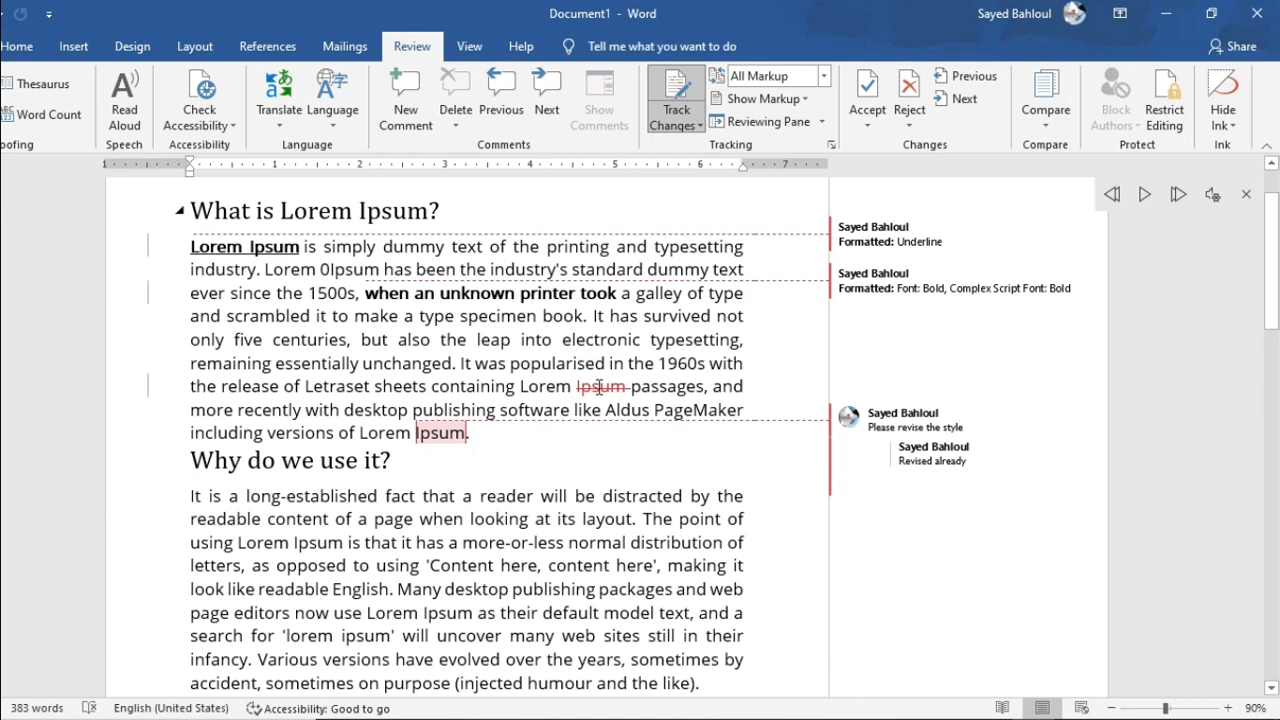 Document1 - Word
Sayed Bahloul
Home Insert Design Layout References Mailings Review View Help Tell me what you want to do Share
Thesaurus
ABC
Word Count
oofing
Read Aloud
Speech
Check Accessibility
Accessibility
Translate Language
Language
New Comment Delete Previous Next Show Comments
Comments
Track Changes
All Markup
Show Markup
Reviewing Pane
Tracking
Accept Reject
Previous
Next
Changes
Compare
Compare
Block Authors Restrict Editing
Protect
Hide Ink
Ink
1 1 2 3 4 5 6 7
What is Lorem Ipsum?
Lorem Ipsum is simply dummy text of the printing and typesetting
industry. Lorem 0Ipsum has been the industry's standard dummy text
ever since the 1500s, when an unknown printer took a galley of type
and scrambled it to make a type specimen book. It has survived not
only five centuries, but also the leap into electronic typesetting,
remaining essentially unchanged. It was popularised in the 1960s with
the release of Letraset sheets containing Lorem Ipsum passages, and
more recently with desktop publishing software like Aldus PageMaker
including versions of Lorem Ipsum.
Why do we use it?
It is a long-established fact that a reader will be distracted by the
readable content of a page when looking at its layout. The point of
using Lorem Ipsum is that it has a more-or-less normal distribution of
letters, as opposed to using 'Content here, content here', making it
look like readable English. Many desktop publishing packages and web
page editors now use Lorem Ipsum as their default model text, and a
search for 'lorem ipsum' will uncover many web sites still in their
infancy. Various versions have evolved over the years, sometimes by
accident, sometimes on purpose (injected humour and the like).
Sayed Bahloul
Formatted: Underline
Sayed Bahloul
Formatted: Font: Bold, Complex Script Font: Bold
Sayed Bahloul
Please revise the style
Sayed Bahloul
Revised already
383 words English (United States) Accessibility: Good to go 90%